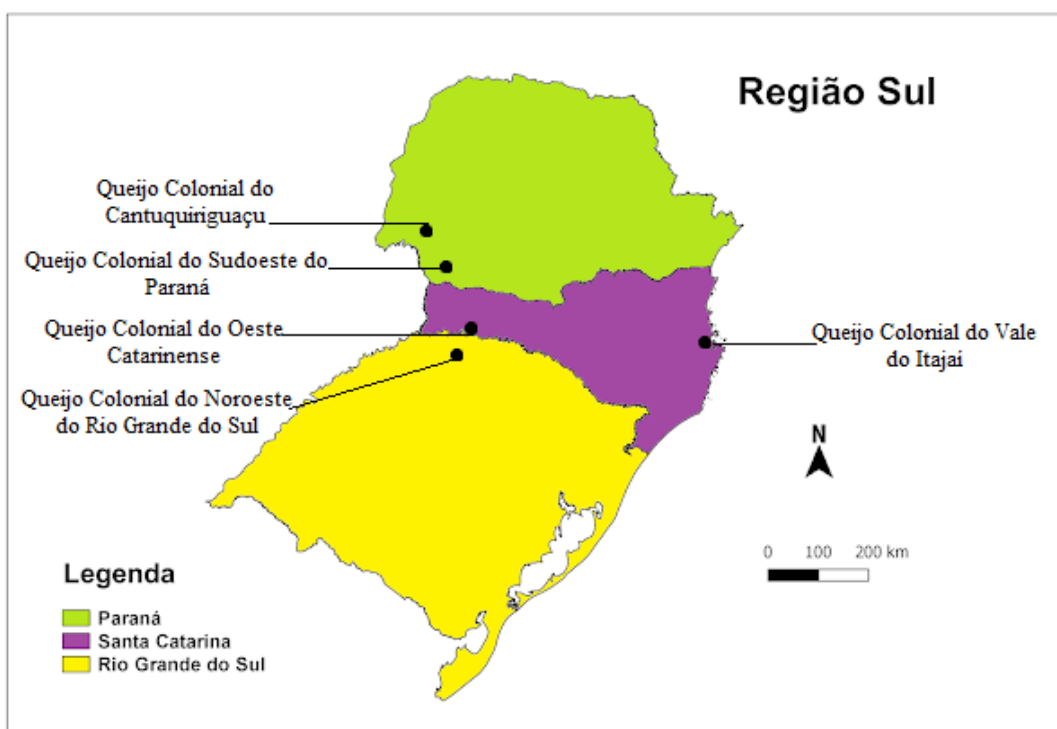 Região Sul
Queijo Colonial do
Cantuquiriguaçu
Queijo Colonial do Sudoeste do
Paraná
Queijo Colonial do Oeste
Catarinense
Queijo Colonial do Vale
do Itajaí
Queijo Colonial do Noroeste
do Rio Grande do Sul
N
0 100 200 km
Legenda
Paraná
Santa Catarina
Rio Grande do Sul